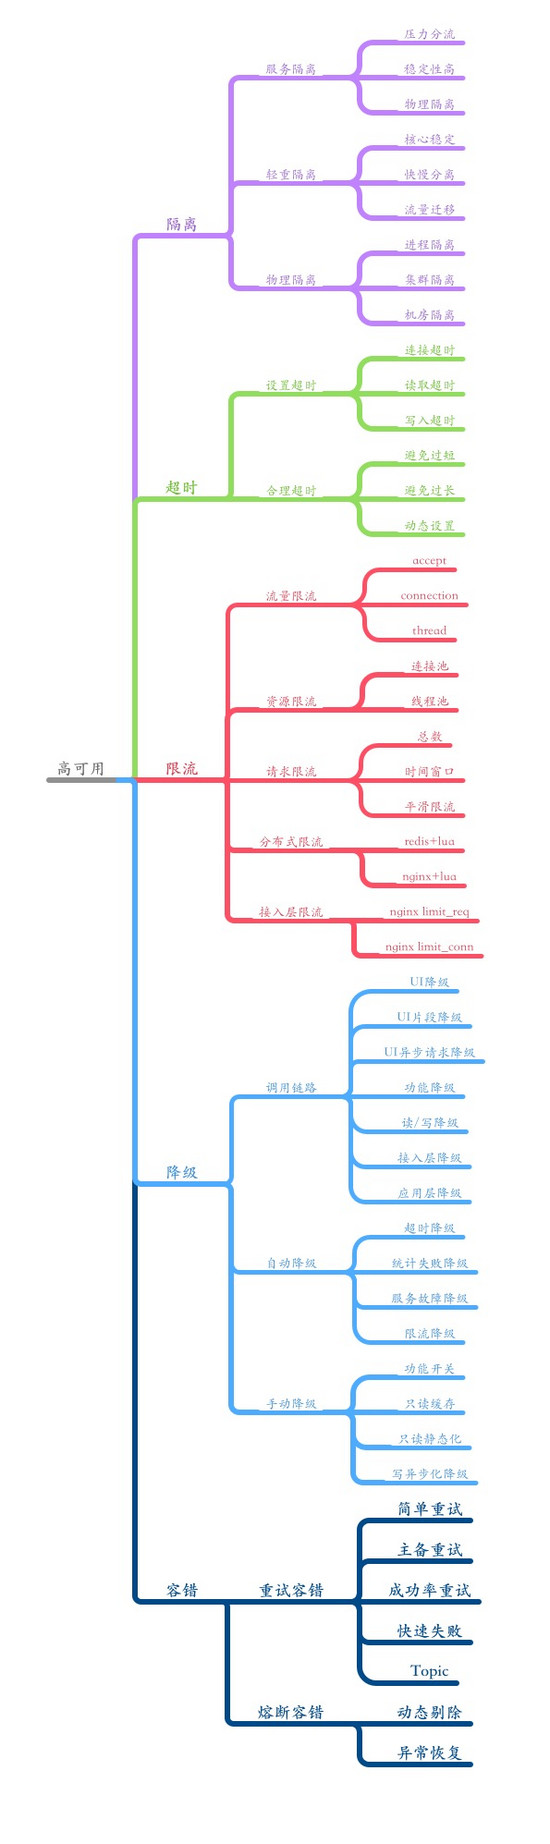 高可用
隔离
服务隔离
压力分流
稳定性高
物理隔离
轻重隔离
核心稳定
快慢分离
流量迁移
物理隔离
进程隔离
集群隔离
机房隔离
超时
设置超时
连接超时
读取超时
写入超时
合理超时
避免过短
避免过长
动态设置
限流
流量限流
accept
connection
thread
资源限流
连接池
线程池
请求限流
总数
时间窗口
平滑限流
分布式限流
redis+lua
nginx+lua
接入层限流
nginx limit_req
nginx limit_conn
降级
调用链路
UI降级
UI片段降级
UI异步请求降级
功能降级
读/写降级
接入层降级
应用层降级
自动降级
超时降级
统计失败降级
服务故障降级
限流降级
手动降级
功能开关
只读缓存
只读静态化
写异步化降级
容错
重试容错
简单重试
主备重试
成功率重试
快速失败
Topic
熔断容错
动态剔除
异常恢复